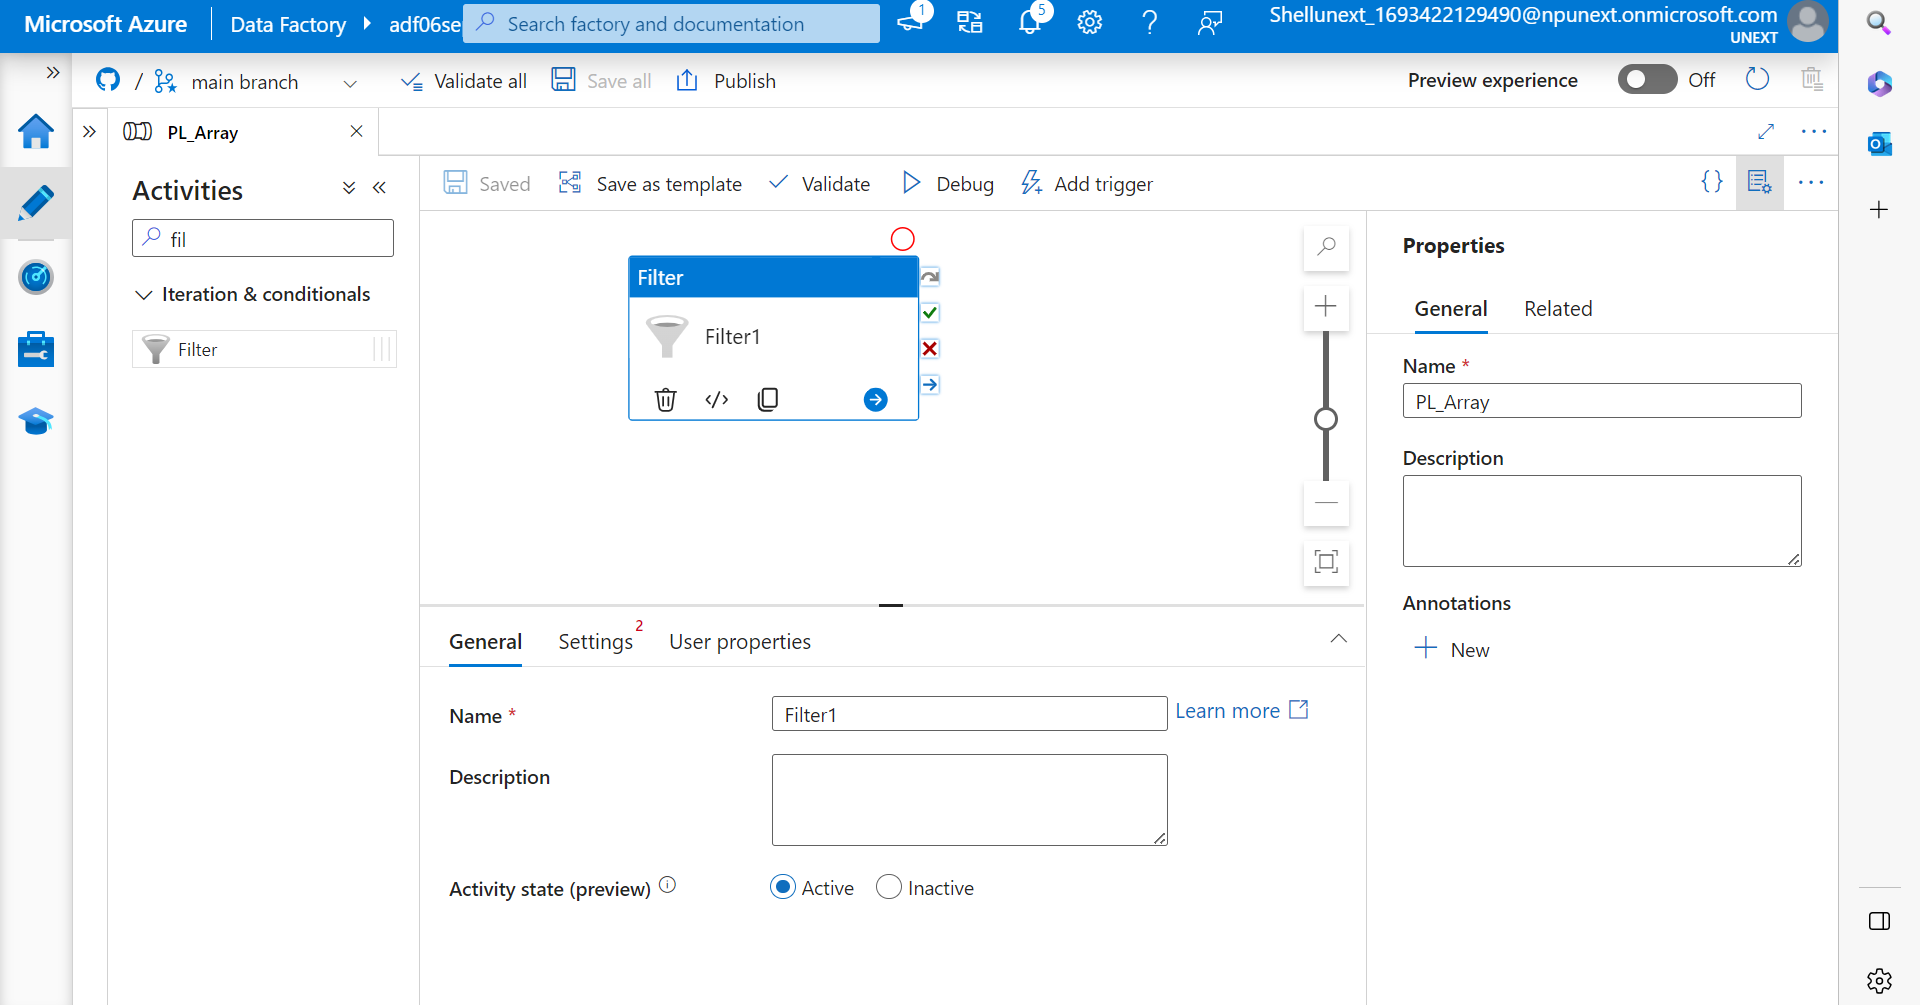 Microsoft Azure
Data Factory
adf06se
Search factory and documentation
1
5
Shellunext_1693422129490@npunext.onmicrosoft.com
UNEXT
/
main branch
Validate all
Save all
Publish
Preview experience
Off
PL_Array
Activities
fil
Iteration & conditionals
Filter
Saved
Save as template
Validate
Debug
Add trigger
{}
Filter
Filter1
General
Settings
2
User properties
Name *
Filter1
Learn more
Description
Activity state (preview)
Active
Inactive
Properties
General
Related
Name *
PL_Array
Description
Annotations
New